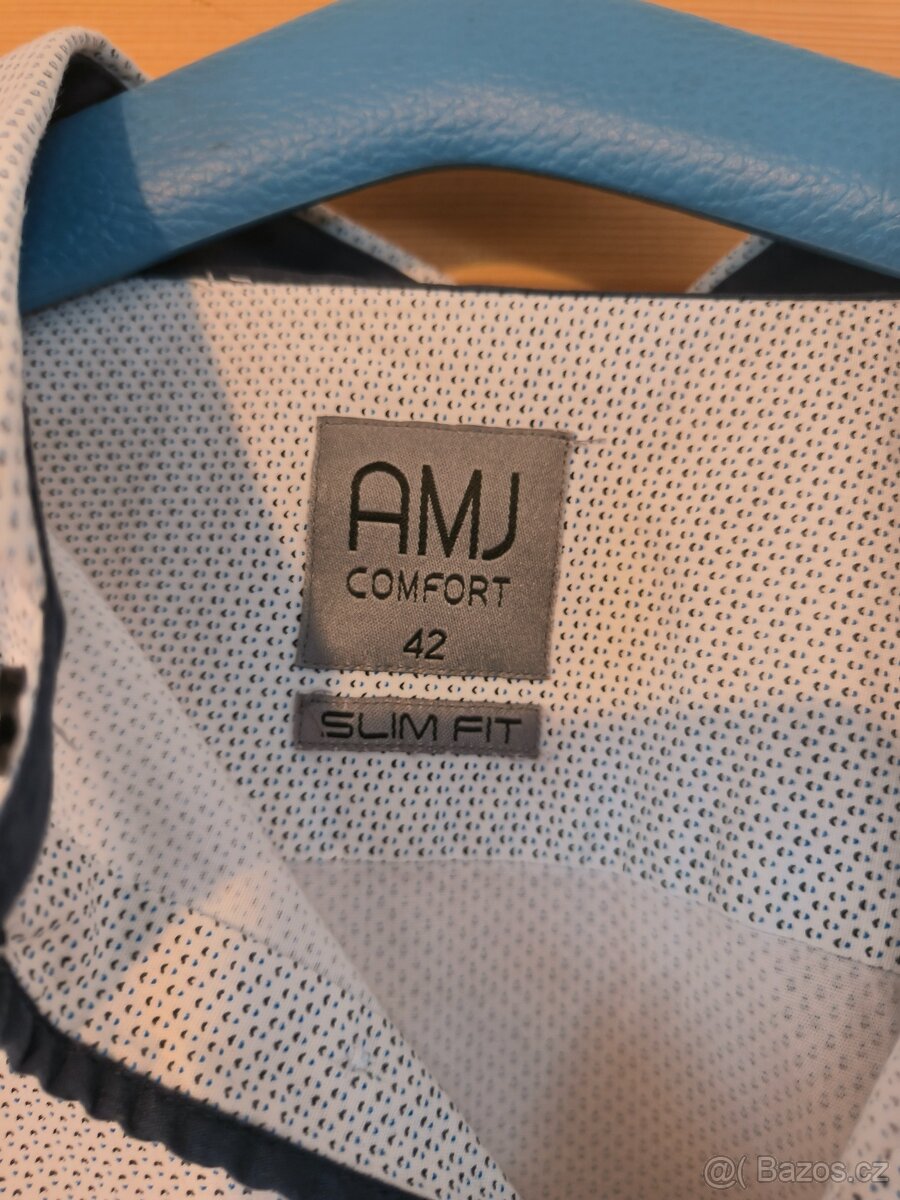 AMJ
COMFORT
42
SLIM FIT
@( Bazos.cz